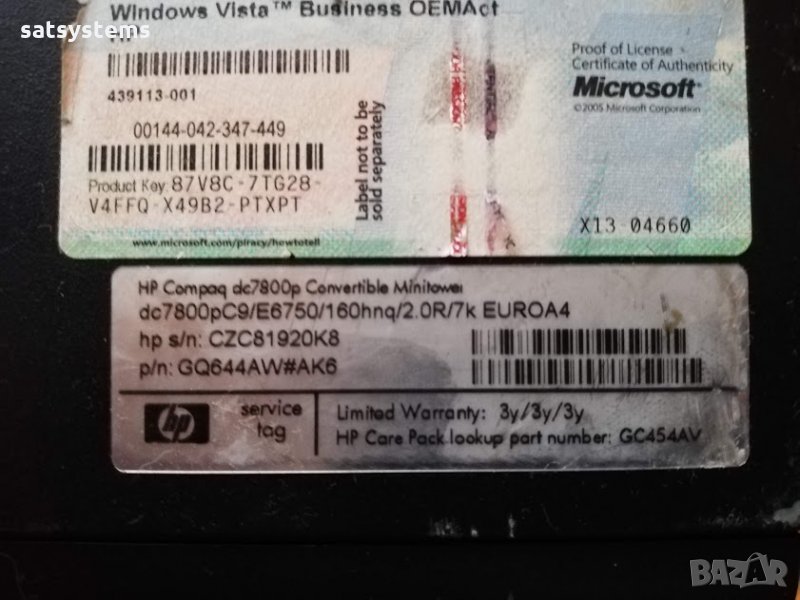 Windows Vista™ Business OEMAct
satsystems
Proof of License
Certificate of Authenticity
Microsoft
©2005 Microsoft Corporation
439113-001
00144-042-347-449
Label not to be
sold separately
Product Key: 87V8C-7TG28-
V4FFQ-X49B2-PTXPT
X13 04660
www.microsoft.com/piracy/howtotell
HP Compaq dc7800p Convertible Minitower
dc7800pC9/E6750/160hnq/2.0R/7k EUROA4
hp s/n: CZC81920K8
p/n: GQ644AW#AK6
hp
service
tag
Limited Warranty: 3y/3y/3y
HP Care Pack lookup part number: GC454AV
BAZAR